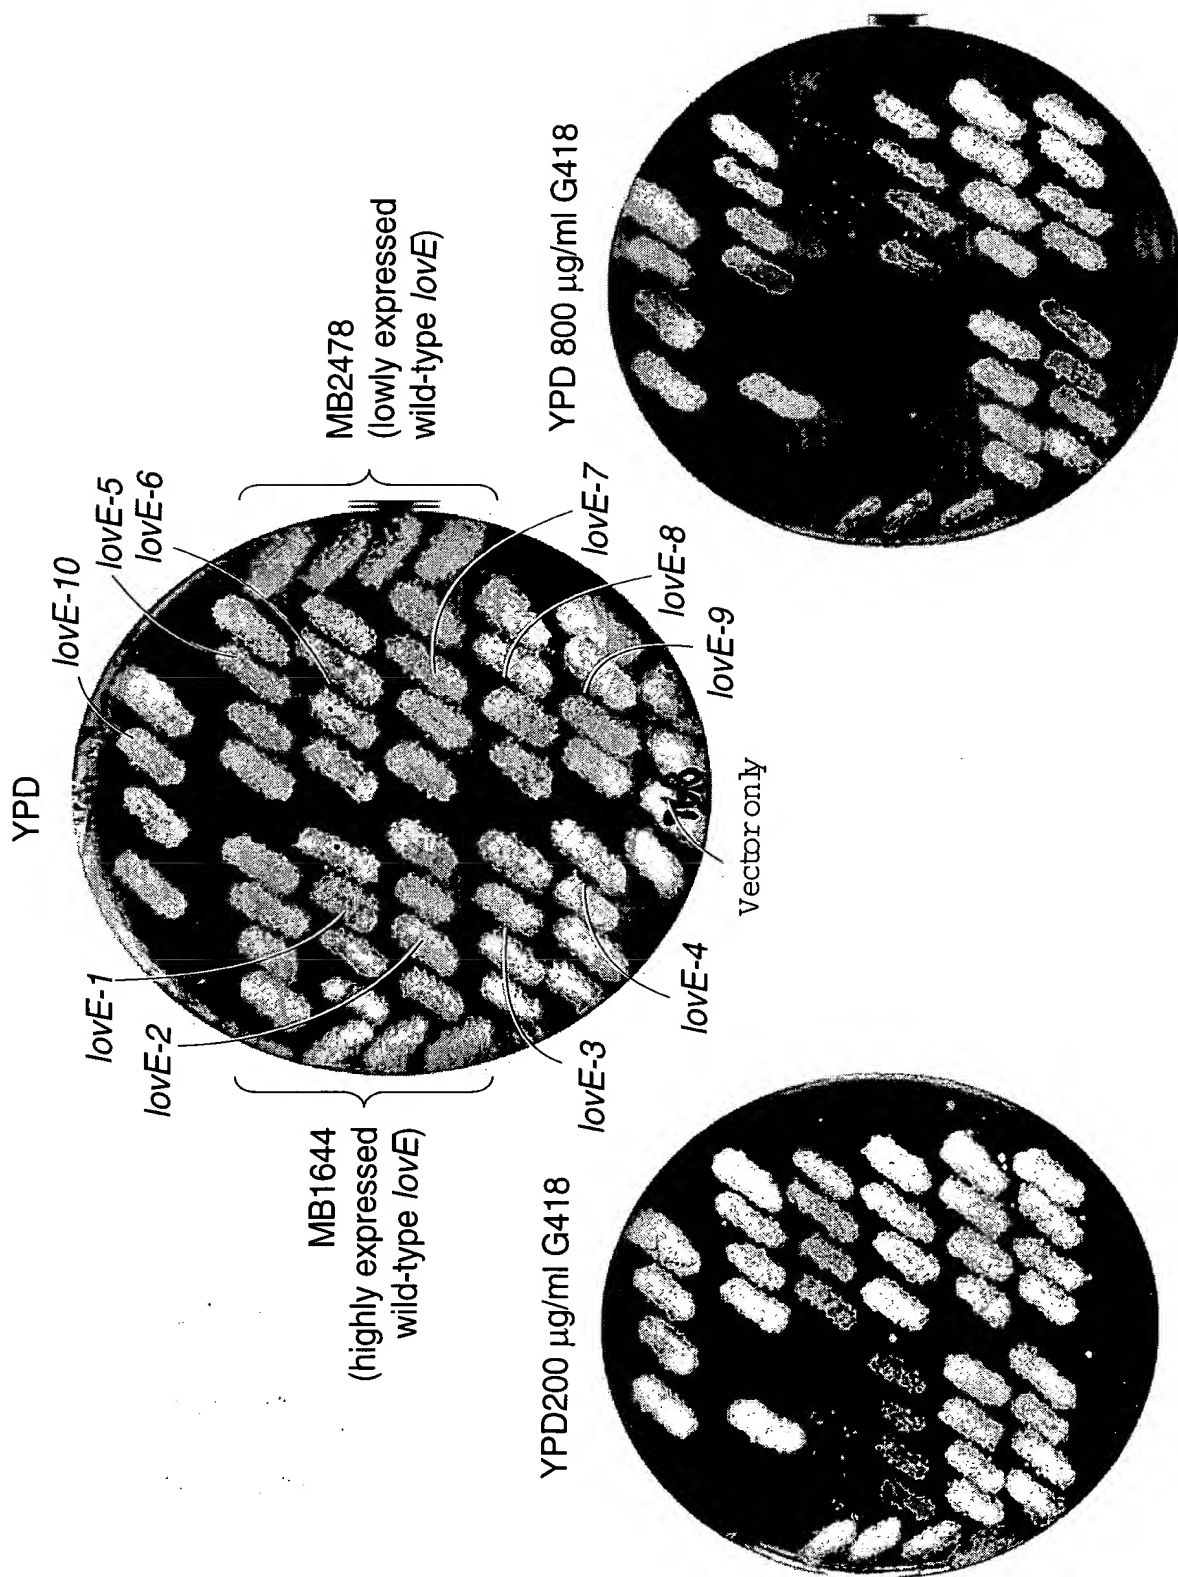 YPD
lovE-10
lovE-5
lovE-6
MB2478
(lowly expressed
wild-type lovE)
lovE-1
lovE-2
MB1644
(highly expressed
wild-type lovE)
lovE-7
lovE-8
lovE-9
lovE-3
lovE-4
Vector only
YPD200 µg/ml G418
YPD 800 µg/ml G418